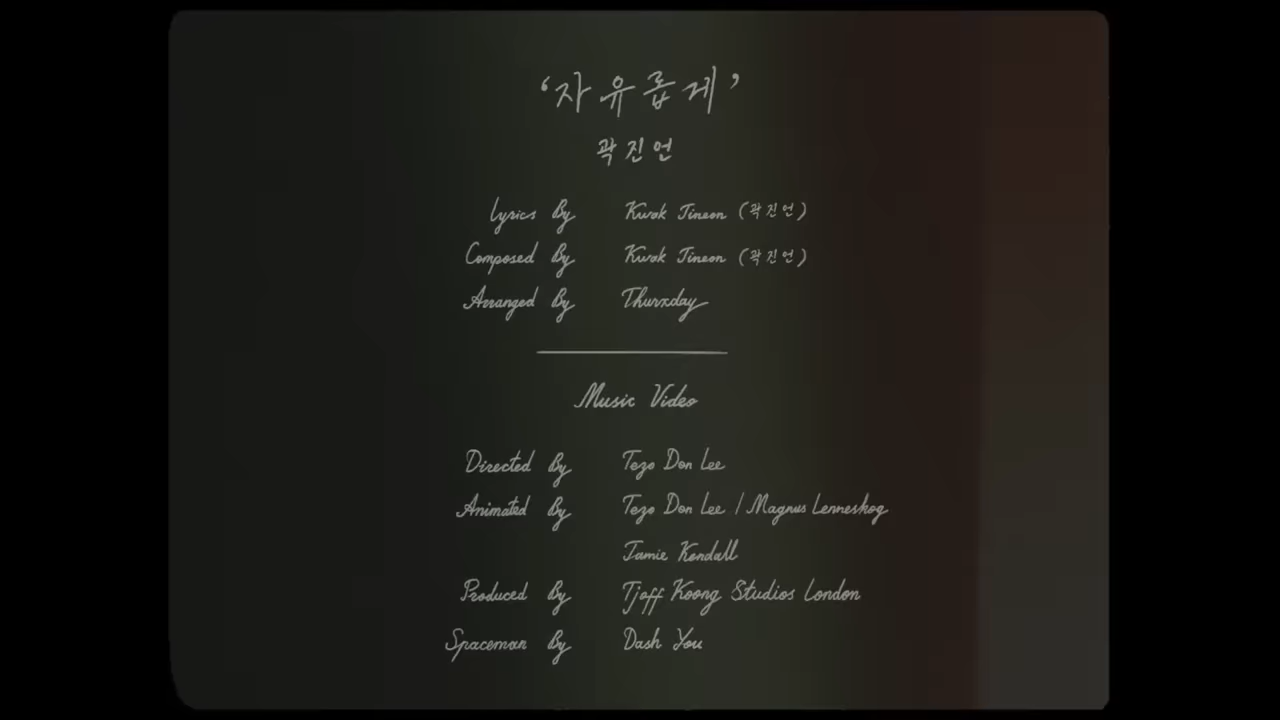 ‘자유롭게’
곽진언
Lyrics By Kwak Jineon (곽진언)
Composed By Kwak Jineon (곽진언)
Arranged By Thurxday
Music Video
Directed By Tezo Don Lee
Animated By Tezo Don Lee / Magnus Lenneskog
Jamie Kendall
Produced By Tjoff Koong Studios London
Spaceman By Dash You